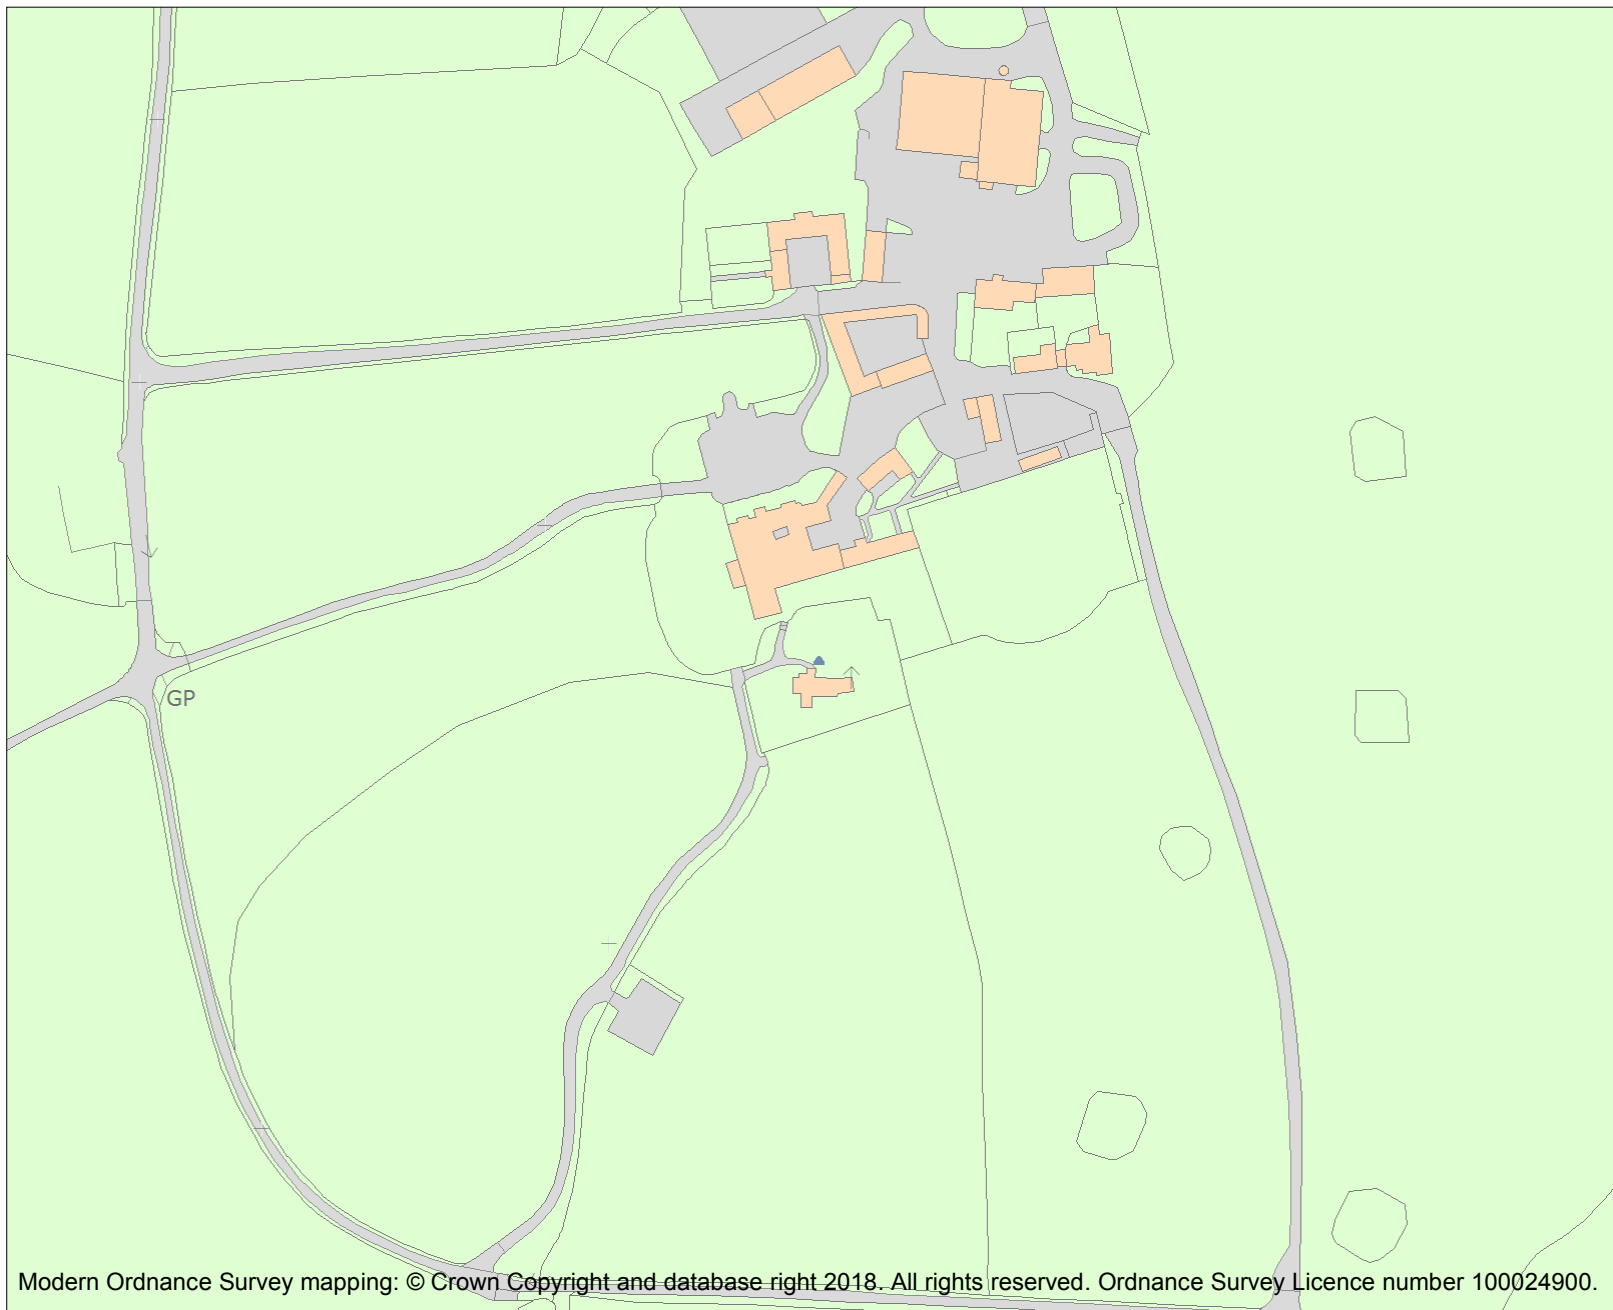 GP
Modern Ordnance Survey mapping: © Crown Copyright and database right 2018. All rights reserved. Ordnance Survey Licence number 100024900.